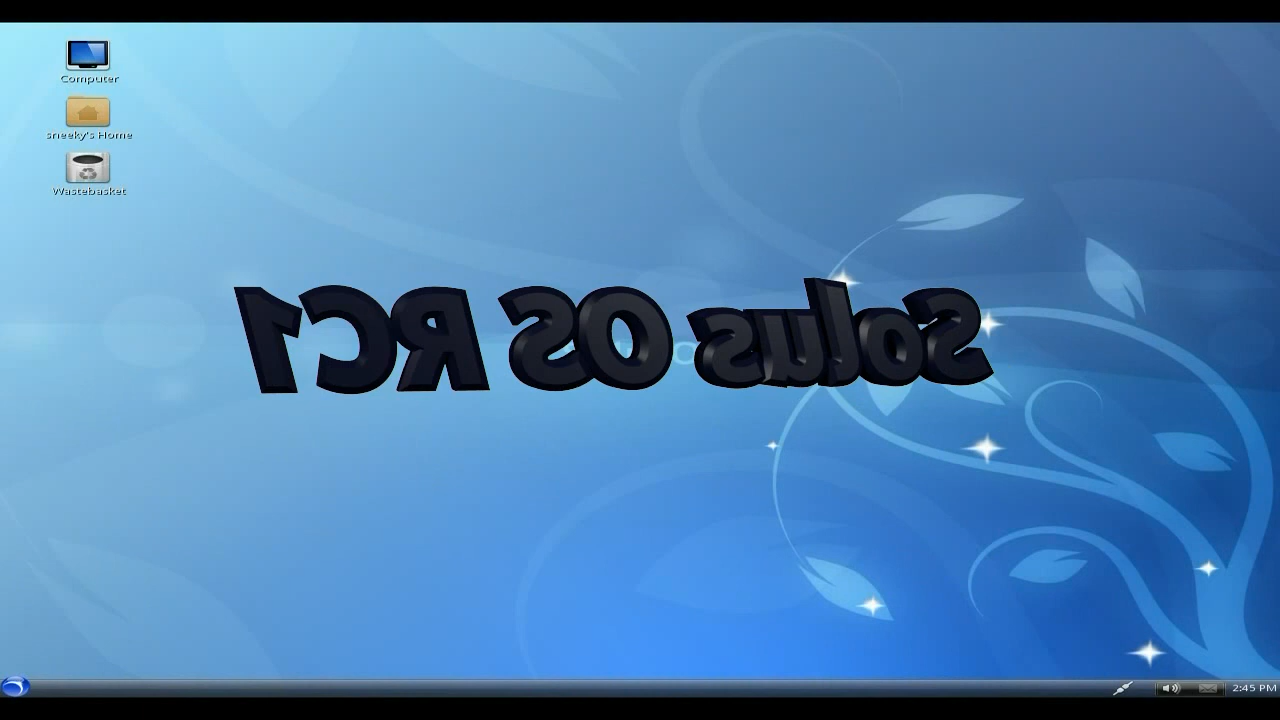 Computer
sneeky's Home
Wastebasket
Solus OS RC1
2:45 PM